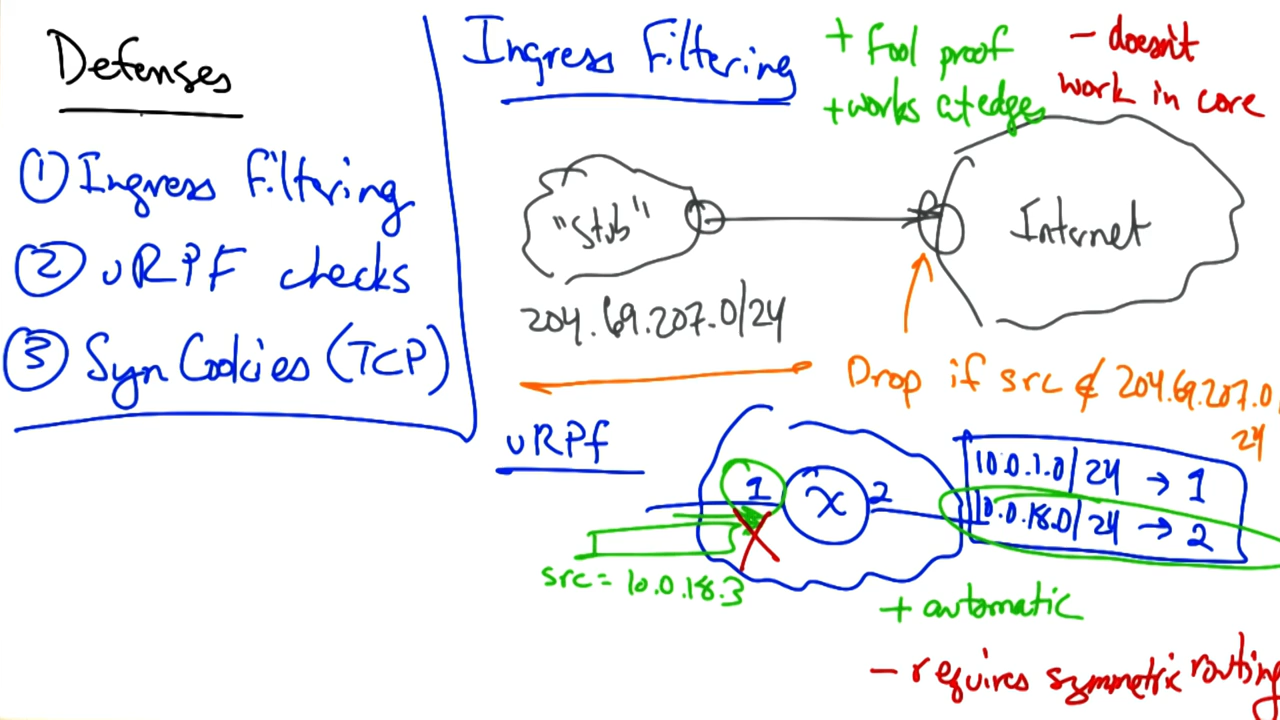 Defenses
① Ingress Filtering
② uRPF checks
③ Syn Cookies (TCP)
Ingress Filtering
+ Fool proof
+ works at edges
- doesn't
work in core
"Stub"
Internet
204.69.207.0/24
Drop if src ∉ 204.69.207.0/
24
uRPf
1
X
2
10.0.1.0/24 → 1
10.0.18.0/24 → 2
src = 10.0.18.3
+ automatic
- requires symmetric routing